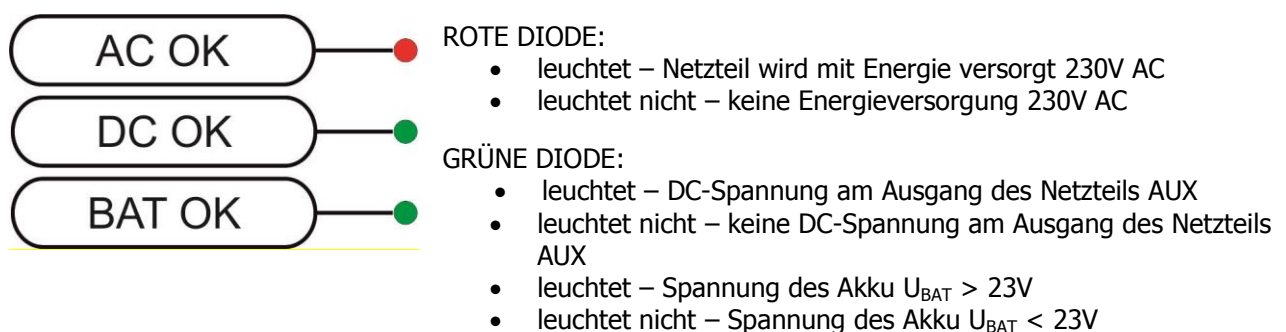 AC OK
DC OK
BAT OK
ROTE DIODE:
• leuchtet – Netzteil wird mit Energie versorgt 230V AC
• leuchtet nicht – keine Energieversorgung 230V AC
GRÜNE DIODE:
• leuchtet – DC-Spannung am Ausgang des Netzteils AUX
• leuchtet nicht – keine DC-Spannung am Ausgang des Netzteils
AUX
• leuchtet – Spannung des Akku UBAT > 23V
• leuchtet nicht – Spannung des Akku UBAT < 23V